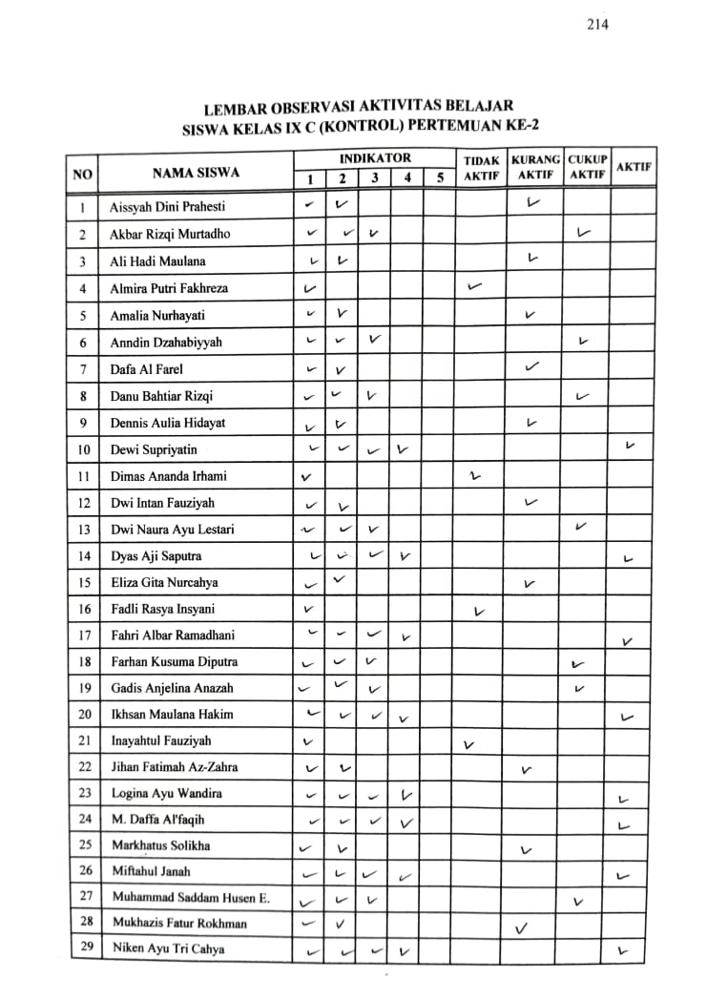 214
LEMBAR OBSERVASI AKTIVITAS BELAJAR
SISWA KELAS IX C (KONTROL) PERTEMUAN KE-2
NO NAMA SISWA INDIKATOR TIDAK AKTIF KURANG AKTIF CUKUP AKTIF AKTIF
1 2 3 4 5
1 Aissyah Dini Prahesti ✓ ✓ ✓
2 Akbar Rizqi Murtadho ✓ ✓ ✓ ✓
3 Ali Hadi Maulana ✓ ✓ ✓
4 Almira Putri Fakhreza ✓ ✓
5 Amalia Nurhayati ✓ ✓ ✓
6 Anndin Dzahabiyyah ✓ ✓ ✓ ✓
7 Dafa Al Farel ✓ ✓ ✓
8 Danu Bahtiar Rizqi ✓ ✓ ✓ ✓
9 Dennis Aulia Hidayat ✓ ✓ ✓
10 Dewi Supriyatin ✓ ✓ ✓ ✓ ✓
11 Dimas Ananda Irhami ✓ ✓
12 Dwi Intan Fauziyah ✓ ✓ ✓
13 Dwi Naura Ayu Lestari ✓ ✓ ✓ ✓
14 Dyas Aji Saputra ✓ ✓ ✓ ✓ ✓
15 Eliza Gita Nurcahya ✓ ✓ ✓
16 Fadli Rasya Insyani ✓ ✓
17 Fahri Albar Ramadhani ✓ ✓ ✓ ✓ ✓
18 Farhan Kusuma Diputra ✓ ✓ ✓ ✓
19 Gadis Anjelina Anazah ✓ ✓ ✓ ✓
20 Ikhsan Maulana Hakim ✓ ✓ ✓ ✓ ✓
21 Inayahtul Fauziyah ✓ ✓
22 Jihan Fatimah Az-Zahra ✓ ✓ ✓
23 Logina Ayu Wandira ✓ ✓ ✓ ✓ ✓
24 M. Daffa Al'faqih ✓ ✓ ✓ ✓ ✓
25 Markhatus Solikha ✓ ✓ ✓
26 Miftahul Janah ✓ ✓ ✓ ✓ ✓
27 Muhammad Saddam Husen E. ✓ ✓ ✓ ✓
28 Mukhazis Fatur Rokhman ✓ ✓ ✓
29 Niken Ayu Tri Cahya ✓ ✓ ✓ ✓ ✓